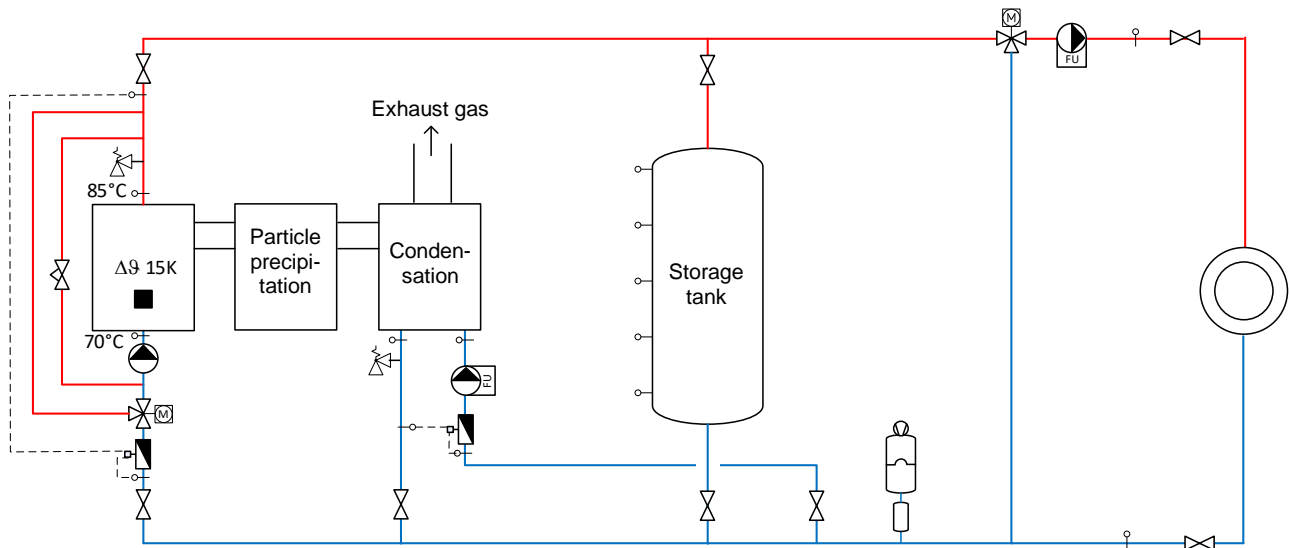 M
FU
Exhaust gas
85°C
Particle
precipi-
tation
Conden-
sation
Δϑ 15K
Storage
tank
70°C
FU
M